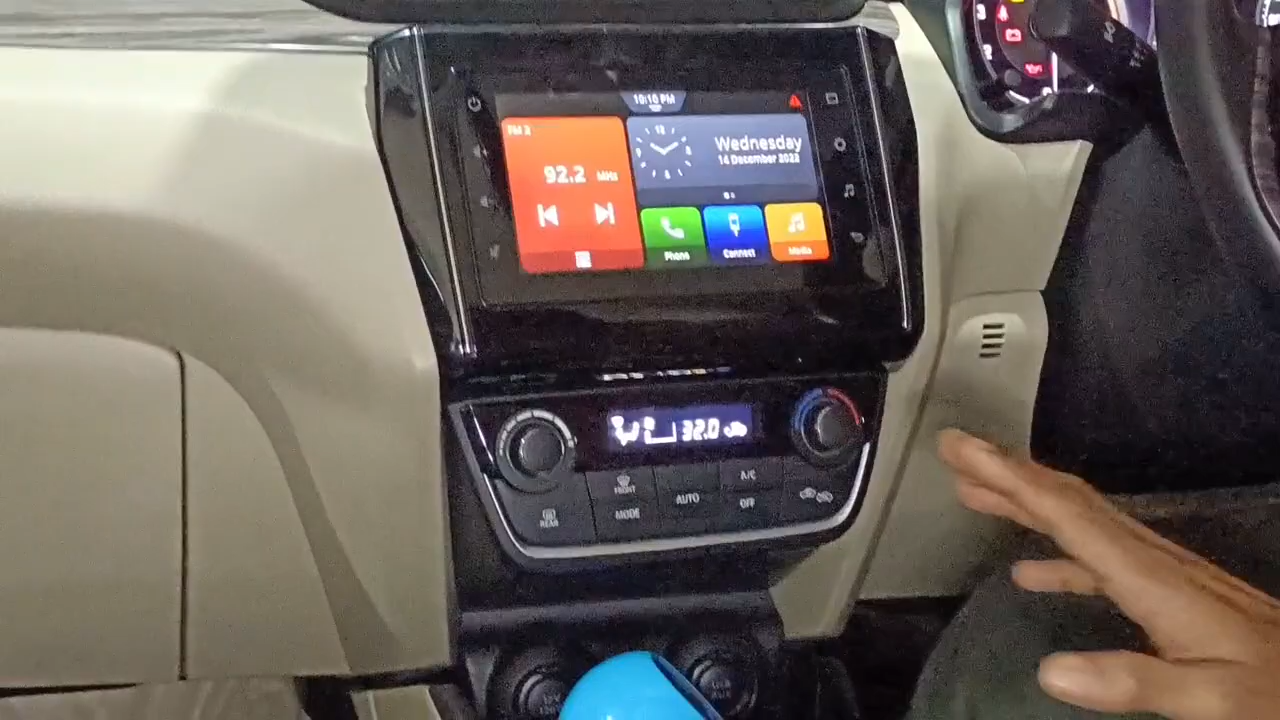 10:10 PM
FM 2
92.2 MHz
Wednesday
14 December 2022
Phone
Connect
Media
32.0
FRONT
A/C
AUTO
REAR
MODE
OFF